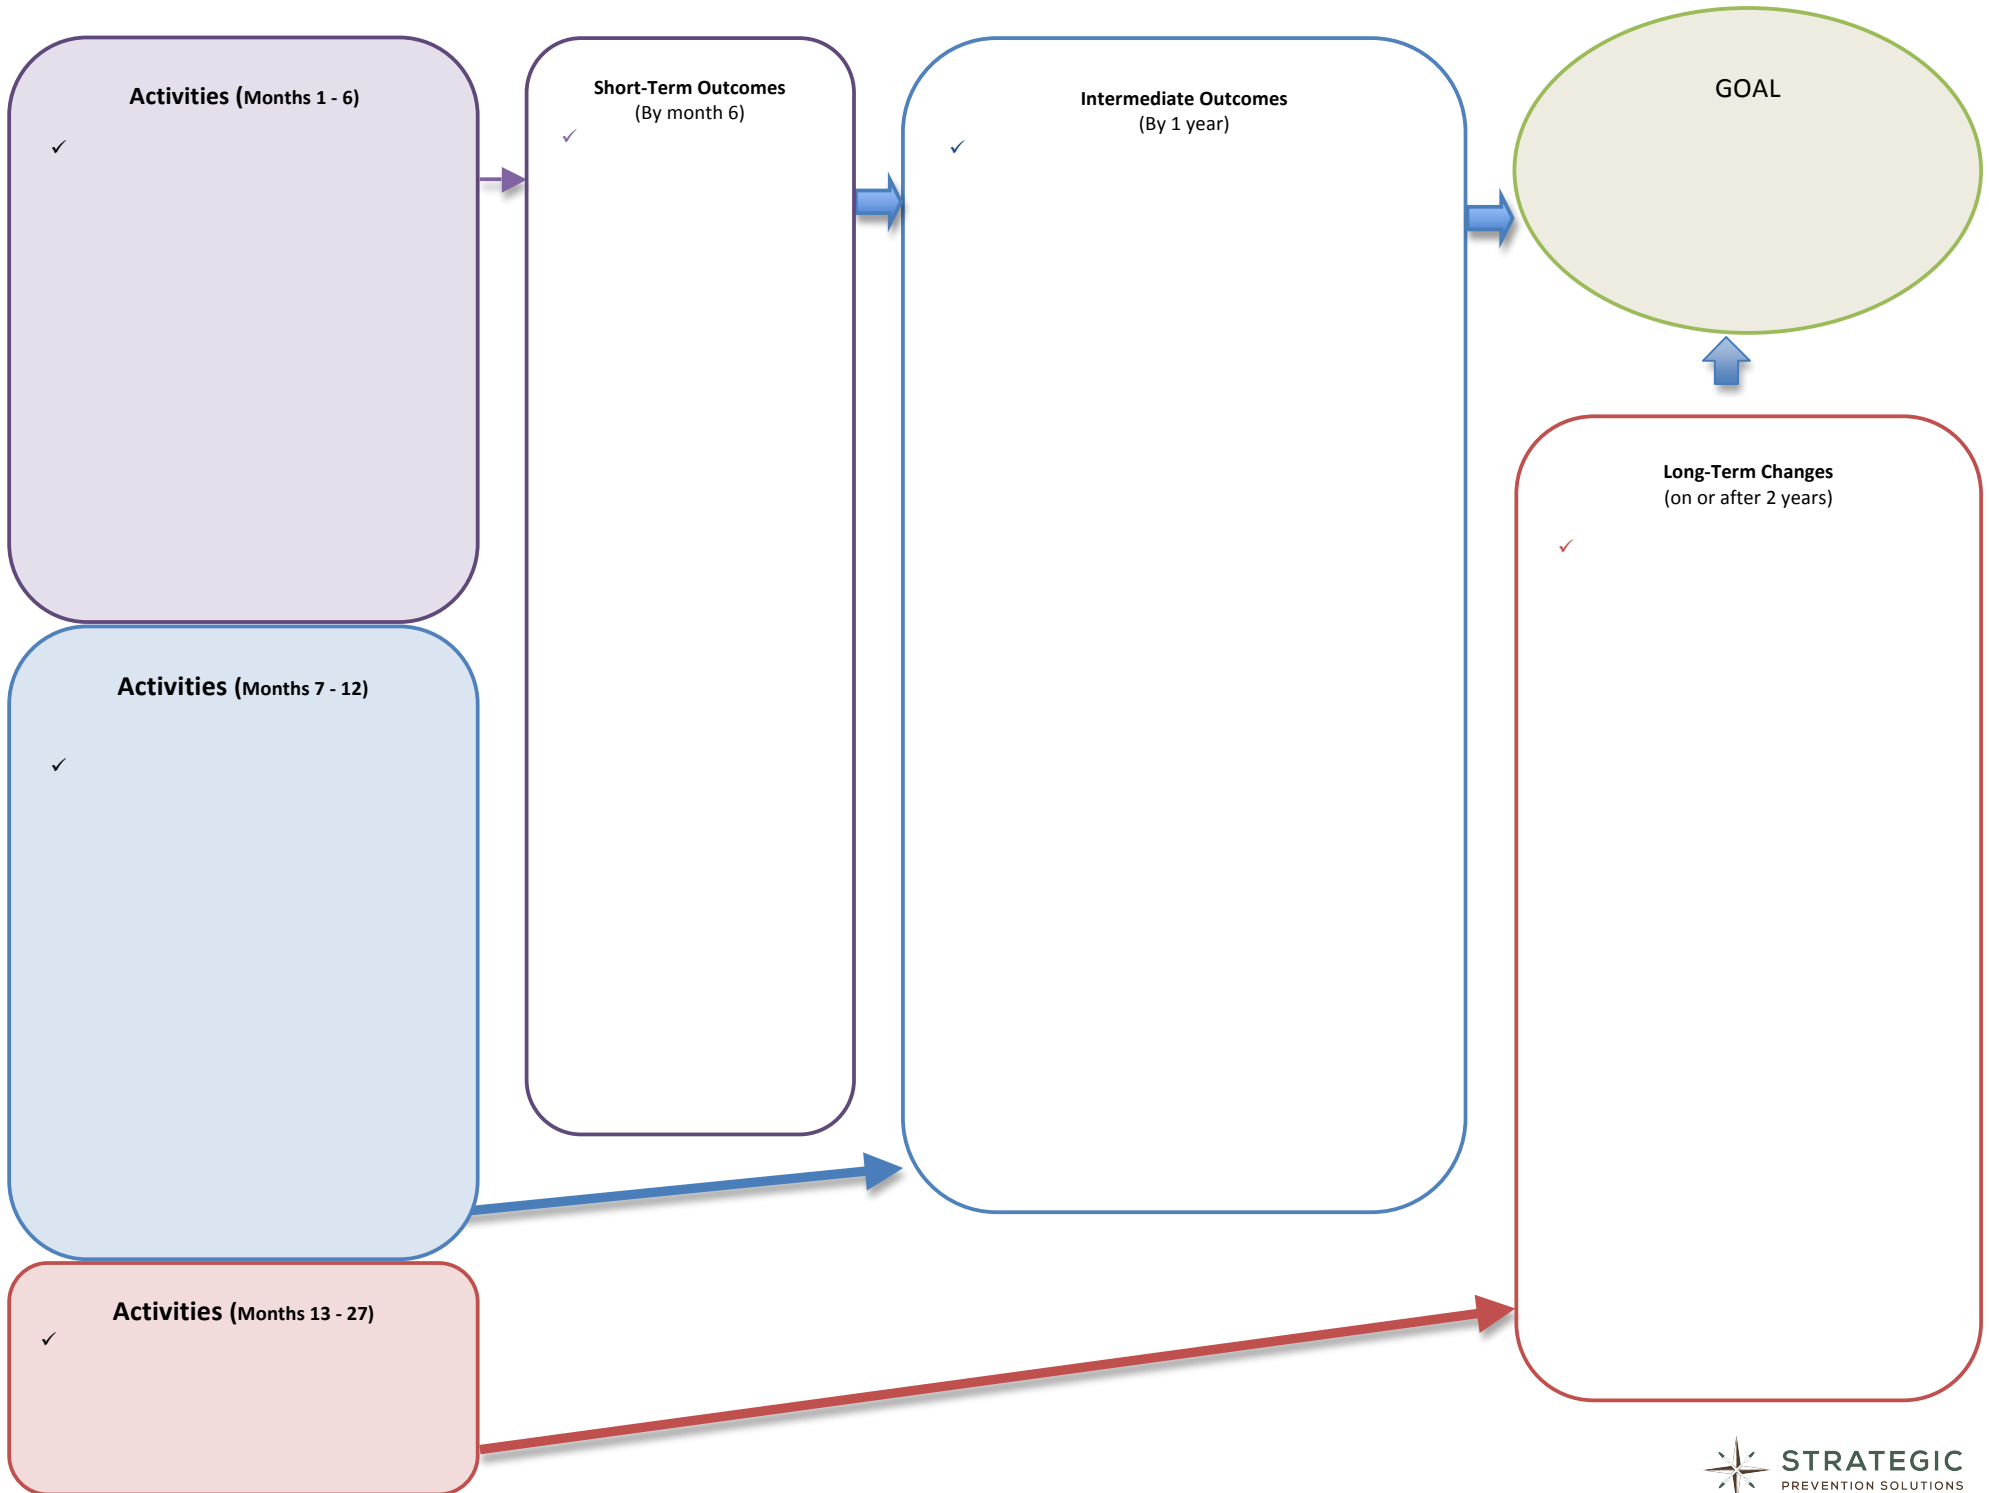 Activities (Months 1 - 6)
✓
Short-Term Outcomes
(By month 6)
✓
Intermediate Outcomes
(By 1 year)
✓
GOAL
Long-Term Changes
(on or after 2 years)
✓
Activities (Months 7 - 12)
✓
Activities (Months 13 - 27)
✓
STRATEGIC
PREVENTION SOLUTIONS